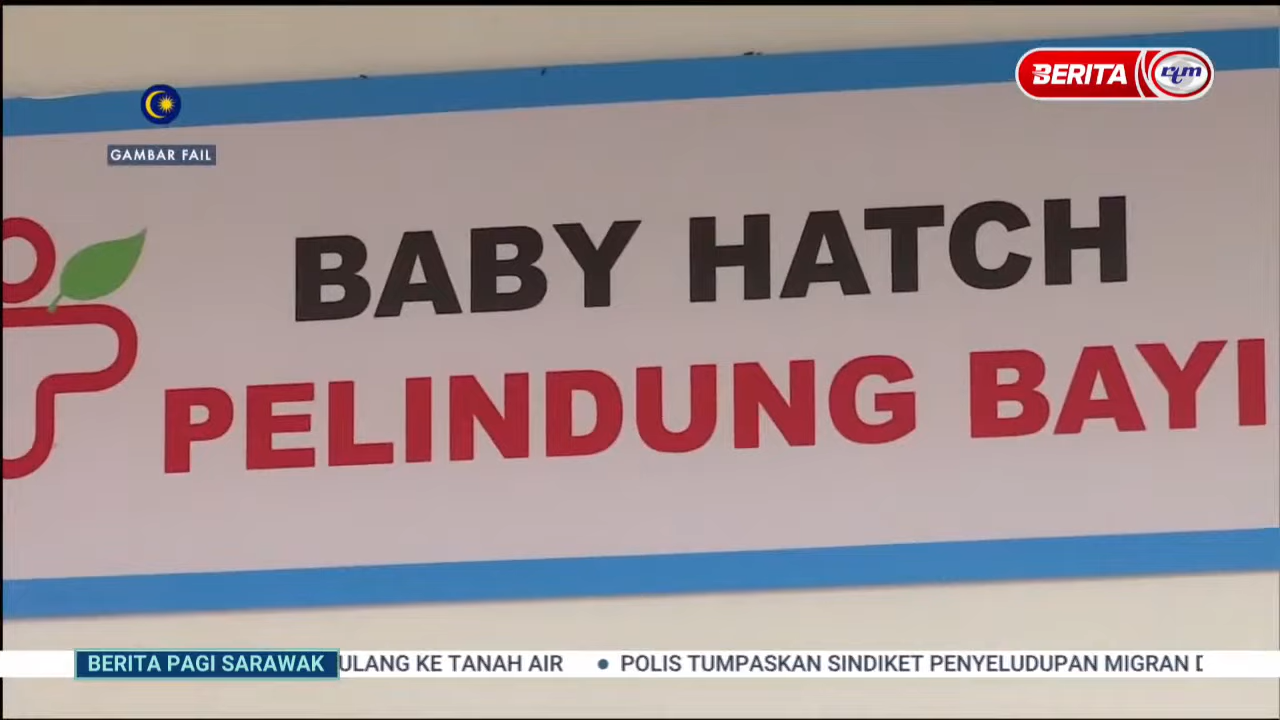 BERITA rtm
GAMBAR FAIL
BABY HATCH
PELINDUNG BAYI
BERITA PAGI SARAWAK
ULANG KE TANAH AIR • POLIS TUMPASKAN SINDIKET PENYELUDUPAN MIGRAN